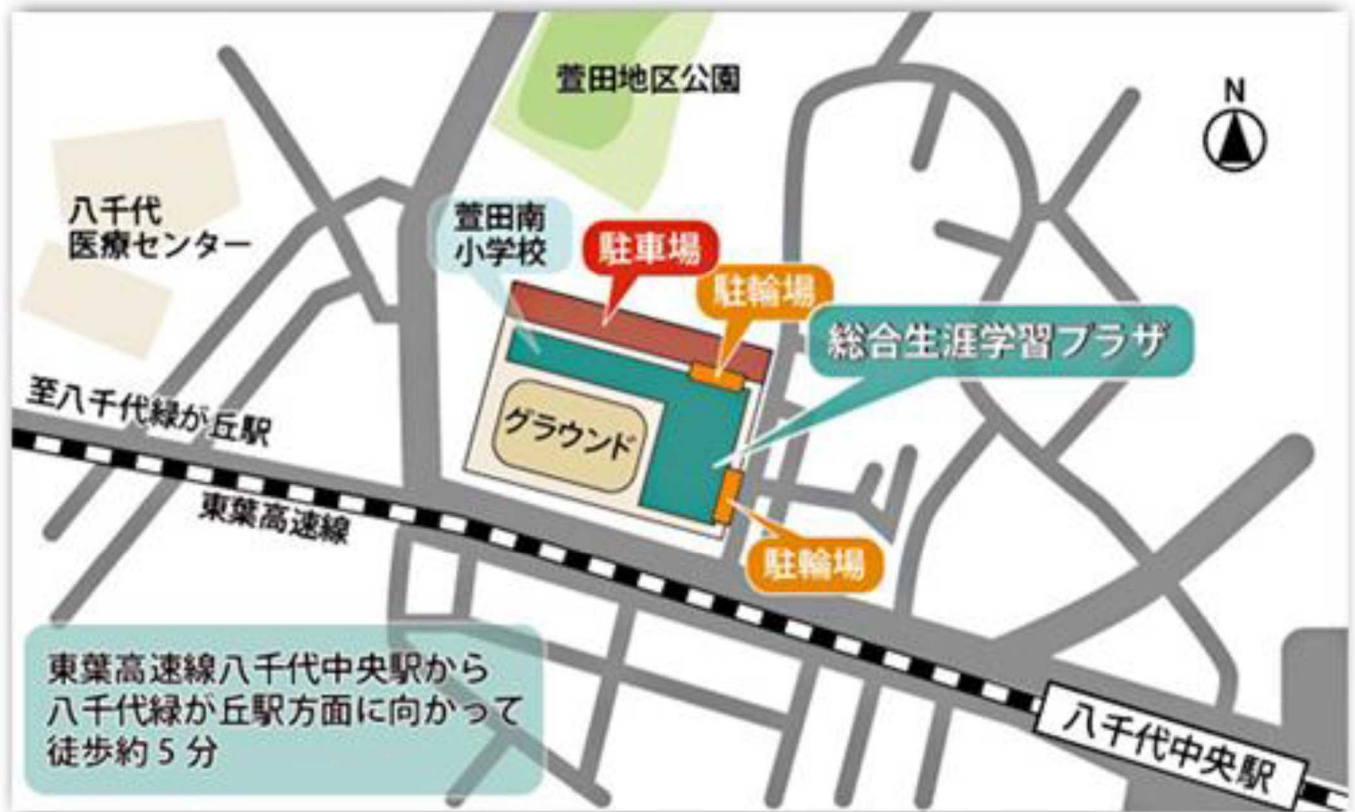 萱田地区公園
N
八千代
医療センター
萱田南
小学校
駐車場
駐輪場
総合生涯学習プラザ
至八千代緑が丘駅
グラウンド
東葉高速線
駐輪場
東葉高速線八千代中央駅から
八千代緑が丘駅方面に向かって
徒歩約5分
八千代中央駅